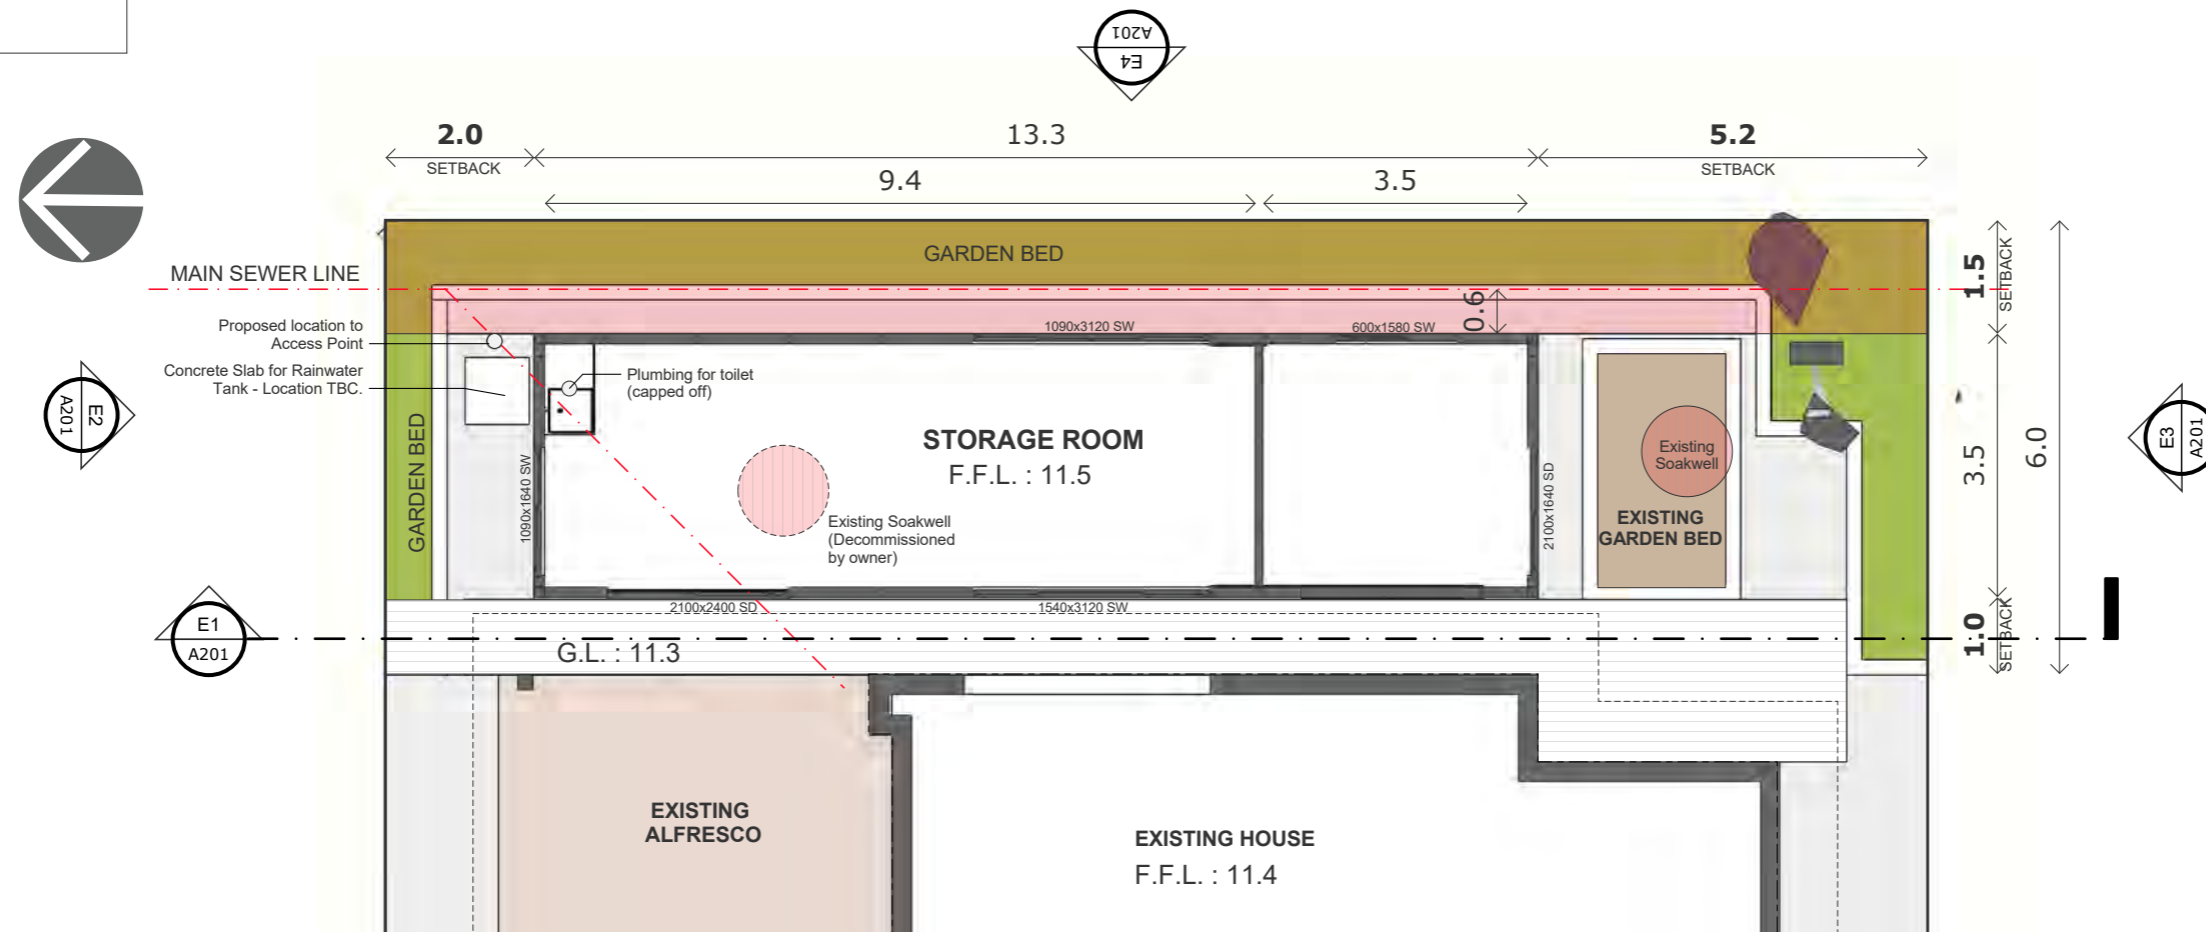 A201
E4
2.0
13.3
5.2
SETBACK
SETBACK
9.4
3.5
GARDEN BED
MAIN SEWER LINE
1.5
SETBACK
Proposed location to
Access Point
1090x3120 SW
600x1580 SW
0.6
Concrete Slab for Rainwater
Tank - Location TBC.
Plumbing for toilet
(capped off)
E2
A201
GARDEN BED
STORAGE ROOM
F.F.L. : 11.5
Existing
Soakwell
3.5
6.0
E3
A201
1090x1640 SW
2100x1640 SD
Existing Soakwell
(Decommissioned
by owner)
EXISTING
GARDEN BED
2100x2400 SD
1540x3120 SW
E1
A201
G.L. : 11.3
1.0
SETBACK
EXISTING
ALFRESCO
EXISTING HOUSE
F.F.L. : 11.4